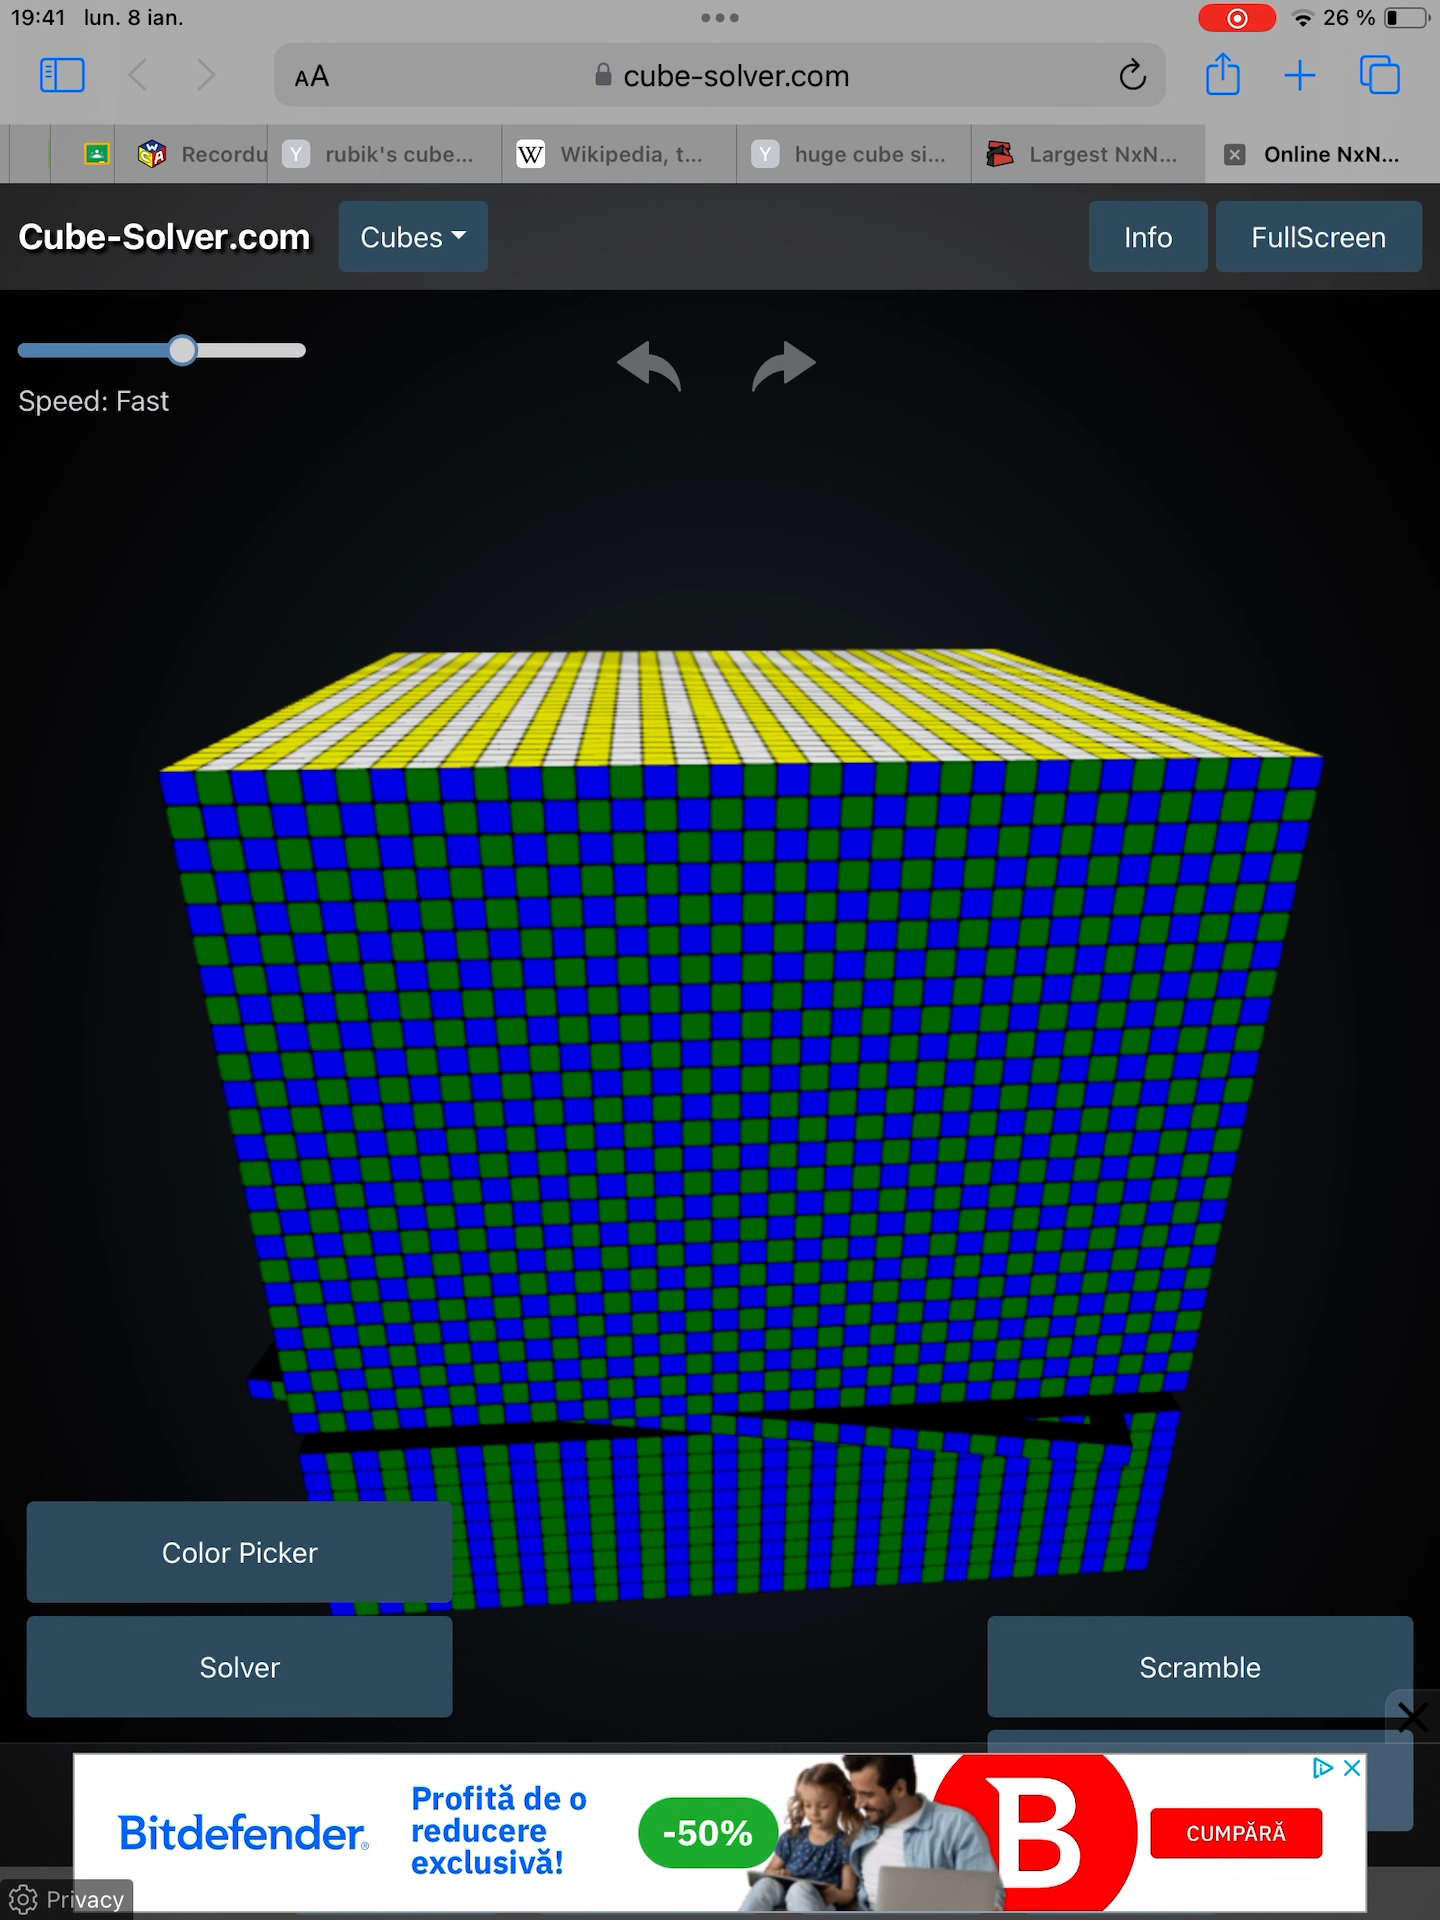 19:41 lun. 8 ian.
26 %
AA
cube-solver.com
Recordu
Y rubik's cube...
W Wikipedia, t...
Y huge cube si...
Largest NxN...
Online NxN...
Cube-Solver.com
Cubes
Info
FullScreen
Speed: Fast
Color Picker
Solver
Scramble
Bitdefender
Profită de o
reducere
exclusivă!
-50%
B
CUMPĂRĂ
Privacy